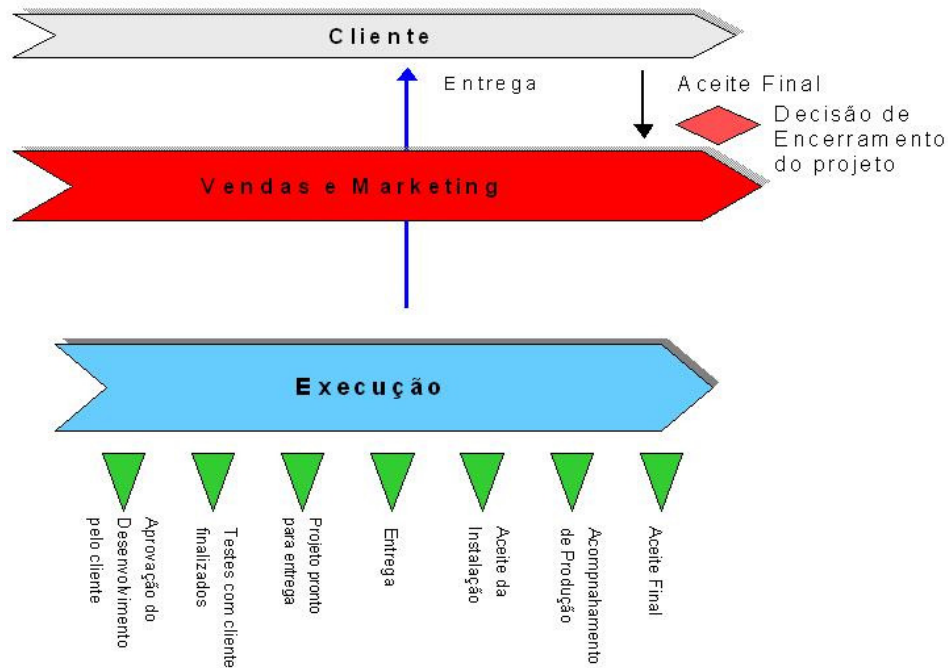 Cliente
Entrega
Aceite Final
Decisão de
Encerramento
do projeto
Vendas e Marketing
Execução
Aprovação do
Desenvolvimento
pelo cliente
Testes com cliente
finalizados
Projeto pronto
para entrega
Entrega
Aceite da
Instalação
Acompnahamento
de Produção
Aceite Final